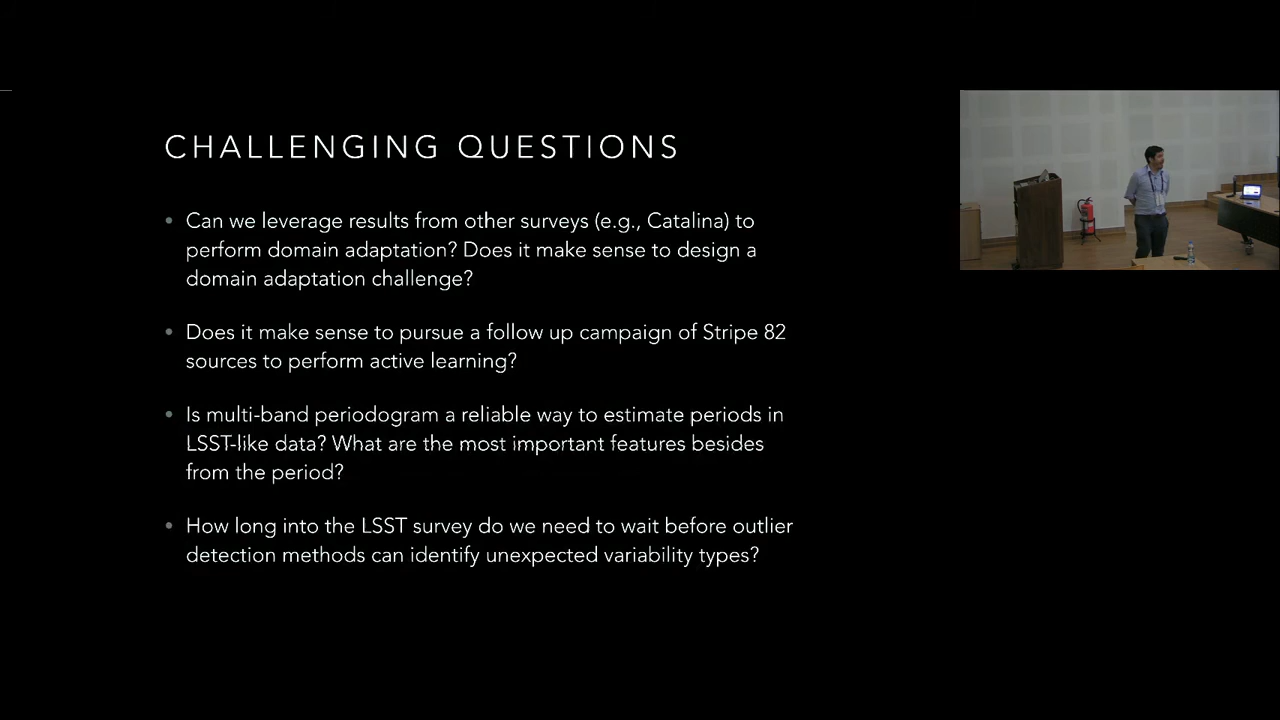 CHALLENGING QUESTIONS
• Can we leverage results from other surveys (e.g., Catalina) to
perform domain adaptation? Does it make sense to design a
domain adaptation challenge?
• Does it make sense to pursue a follow up campaign of Stripe 82
sources to perform active learning?
• Is multi-band periodogram a reliable way to estimate periods in
LSST-like data? What are the most important features besides
from the period?
• How long into the LSST survey do we need to wait before outlier
detection methods can identify unexpected variability types?